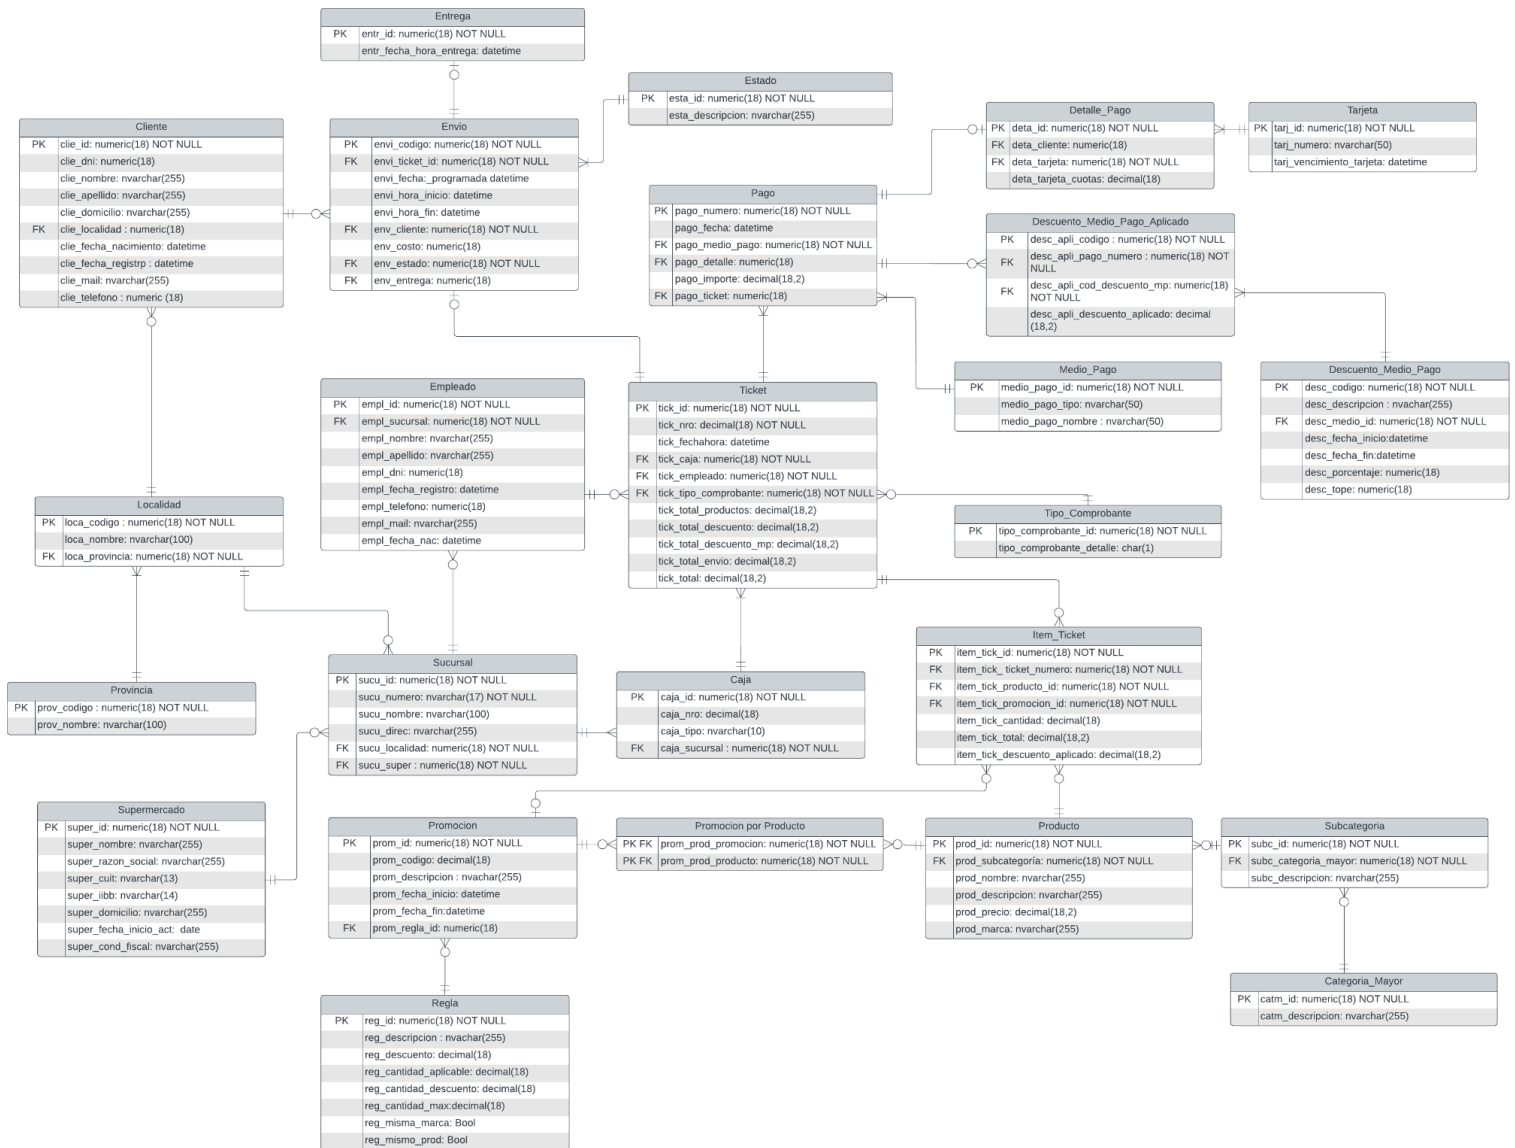 Entrega
PK entr_id: numeric(18) NOT NULL
entr_fecha_hora_entrega: datetime
Estado
PK esta_id: numeric(18) NOT NULL
esta_descripcion: nvarchar(255)
Detalle_Pago
PK deta_id: numeric(18) NOT NULL
FK deta_cliente: numeric(18)
FK deta_tarjeta: numeric(18) NOT NULL
deta_tarjeta_cuotas: decimal(18)
Tarjeta
PK tarj_id: numeric(18) NOT NULL
tarj_numero: nvarchar(50)
tarj_vencimiento_tarjeta: datetime
Cliente
PK clie_id: numeric(18) NOT NULL
clie_dni: numeric(18)
clie_nombre: nvarchar(255)
clie_apellido: nvarchar(255)
clie_domicilio: nvarchar(255)
FK clie_localidad : numeric(18)
clie_fecha_nacimiento: datetime
clie_fecha_registrp : datetime
clie_mail: nvarchar(255)
clie_telefono : numeric (18)
Envio
PK envi_codigo: numeric(18) NOT NULL
FK envi_ticket_id: numeric(18) NOT NULL
envi_fecha:_programada datetime
envi_hora_inicio: datetime
envi_hora_fin: datetime
FK env_cliente: numeric(18) NOT NULL
env_costo: numeric(18)
FK env_estado: numeric(18) NOT NULL
FK env_entrega: numeric(18)
Pago
PK pago_numero: numeric(18) NOT NULL
pago_fecha: datetime
FK pago_medio_pago: numeric(18) NOT NULL
FK pago_detalle: numeric(18)
pago_importe: decimal(18,2)
FK pago_ticket: numeric(18)
Descuento_Medio_Pago_Aplicado
PK desc_apli_codigo : numeric(18) NOT NULL
FK desc_apli_pago_numero : numeric(18) NOT
NULL
FK desc_apli_cod_descuento_mp: numeric(18)
NOT NULL
desc_apli_descuento_aplicado: decimal
(18,2)
Medio_Pago
PK medio_pago_id: numeric(18) NOT NULL
medio_pago_tipo: nvarchar(50)
medio_pago_nombre : nvarchar(50)
Descuento_Medio_Pago
PK desc_codigo: numeric(18) NOT NULL
desc_descripcion : nvachar(255)
FK desc_medio_id: numeric(18) NOT NULL
desc_fecha_inicio:datetime
desc_fecha_fin:datetime
desc_porcentaje: numeric(18)
desc_tope: numeric(18)
Empleado
PK empl_id: numeric(18) NOT NULL
FK empl_sucursal: numeric(18) NOT NULL
empl_nombre: nvarchar(255)
empl_apellido: nvarchar(255)
empl_dni: numeric(18)
empl_fecha_registro: datetime
empl_telefono: numeric(18)
empl_mail: nvarchar(255)
empl_fecha_nac: datetime
Ticket
PK tick_id: numeric(18) NOT NULL
tick_nro: decimal(18) NOT NULL
tick_fechahora: datetime
FK tick_caja: numeric(18) NOT NULL
FK tick_empleado: numeric(18) NOT NULL
FK tick_tipo_comprobante: numeric(18) NOT NULL
tick_total_productos: decimal(18,2)
tick_total_descuento: decimal(18,2)
tick_total_descuento_mp: decimal(18,2)
tick_total_envio: decimal(18,2)
tick_total: decimal(18,2)
Tipo_Comprobante
PK tipo_comprobante_id: numeric(18) NOT NULL
tipo_comprobante_detalle: char(1)
Localidad
PK loca_codigo : numeric(18) NOT NULL
loca_nombre: nvarchar(100)
FK loca_provincia: numeric(18) NOT NULL
Item_Ticket
PK item_tick_id: numeric(18) NOT NULL
FK item_tick_ ticket_numero: numeric(18) NOT NULL
FK item_tick_producto_id: numeric(18) NOT NULL
FK item_tick_promocion_id: numeric(18) NOT NULL
item_tick_cantidad: decimal(18)
item_tick_total: decimal(18,2)
item_tick_descuento_aplicado: decimal(18,2)
Provincia
PK prov_codigo : numeric(18) NOT NULL
prov_nombre: nvarchar(100)
Sucursal
PK sucu_id: numeric(18) NOT NULL
sucu_numero: nvarchar(17) NOT NULL
sucu_nombre: nvarchar(100)
sucu_direc: nvarchar(255)
FK sucu_localidad: numeric(18) NOT NULL
FK sucu_super : numeric(18) NOT NULL
Caja
PK caja_id: numeric(18) NOT NULL
caja_nro: decimal(18)
caja_tipo: nvarchar(10)
FK caja_sucursal : numeric(18) NOT NULL
Supermercado
PK super_id: numeric(18) NOT NULL
super_nombre: nvarchar(255)
super_razon_social: nvarchar(255)
super_cuit: nvarchar(13)
super_iibb: nvarchar(14)
super_domicilio: nvarchar(255)
super_fecha_inicio_act: date
super_cond_fiscal: nvarchar(255)
Promocion
PK prom_id: numeric(18) NOT NULL
prom_codigo: decimal(18)
prom_descripcion : nvachar(255)
prom_fecha_inicio: datetime
prom_fecha_fin:datetime
FK prom_regla_id: numeric(18)
Promocion por Producto
PK FK prom_prod_promocion: numeric(18) NOT NULL
PK FK prom_prod_producto: numeric(18) NOT NULL
Producto
PK prod_id: numeric(18) NOT NULL
FK prod_subcategoría: numeric(18) NOT NULL
prod_nombre: nvarchar(255)
prod_descripcion: nvarchar(255)
prod_precio: decimal(18,2)
prod_marca: nvarchar(255)
Subcategoria
PK subc_id: numeric(18) NOT NULL
FK subc_categoria_mayor: numeric(18) NOT NULL
subc_descripcion: nvarchar(255)
Categoria_Mayor
PK catm_id: numeric(18) NOT NULL
catm_descripcion: nvarchar(255)
Regla
PK reg_id: numeric(18) NOT NULL
reg_descripcion : nvachar(255)
reg_descuento: decimal(18)
reg_cantidad_aplicable: decimal(18)
reg_cantidad_descuento: decimal(18)
reg_cantidad_max:decimal(18)
reg_misma_marca: Bool
reg_mismo_prod: Bool